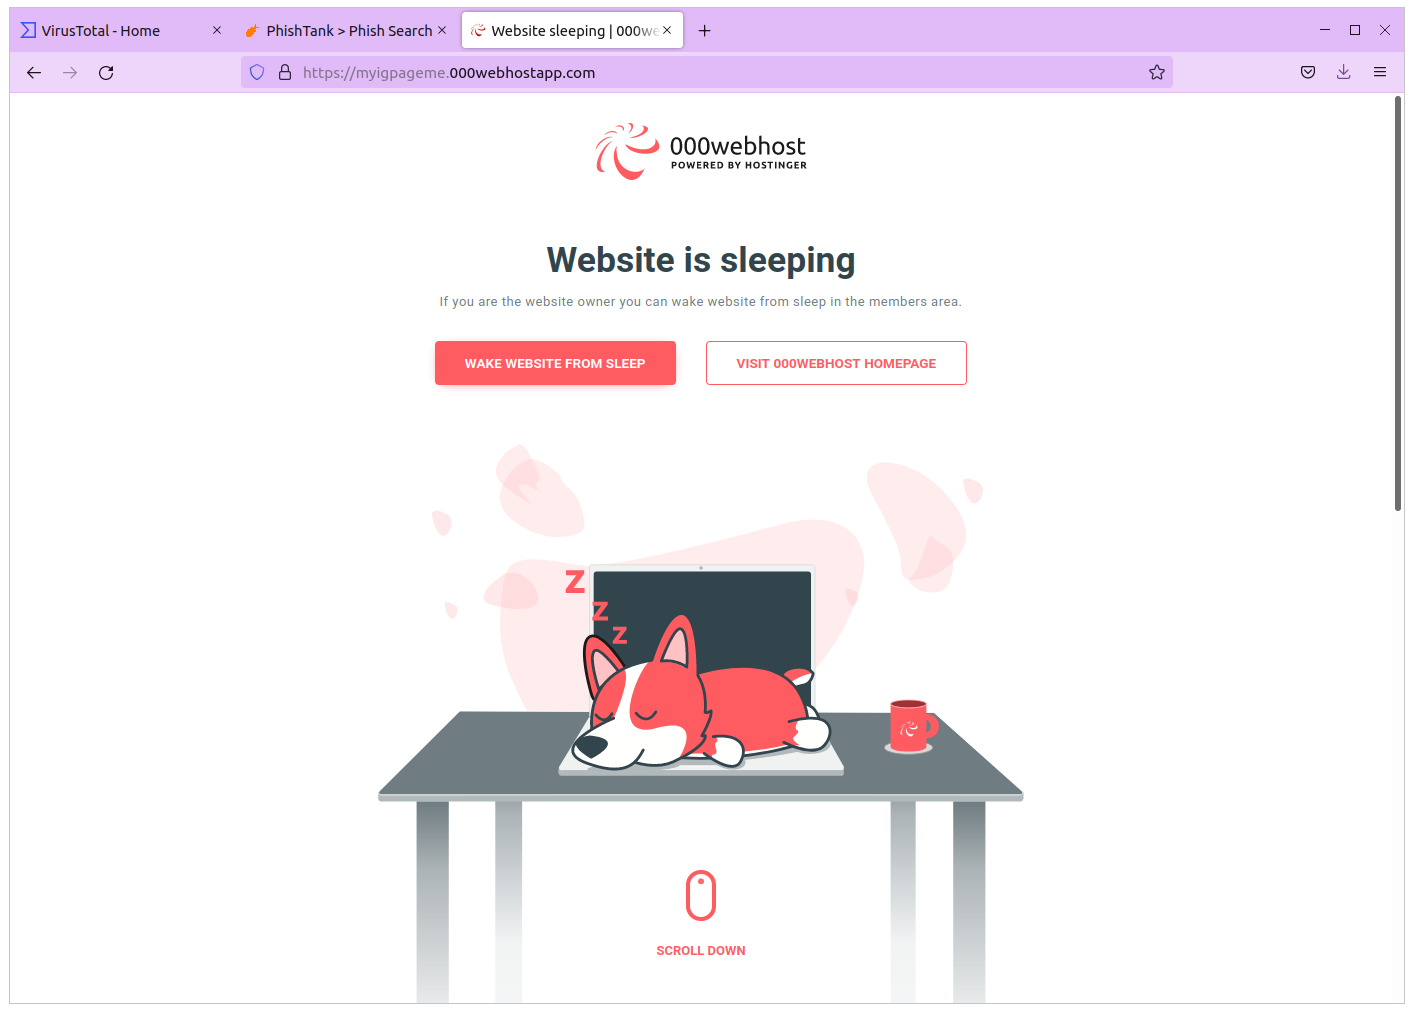 VirusTotal - Home
PhishTank > Phish Search
Website sleeping | 000we
https://myigpageme.000webhostapp.com
000webhost
POWERED BY HOSTINGER
Website is sleeping
If you are the website owner you can wake website from sleep in the members area.
WAKE WEBSITE FROM SLEEP
VISIT 000WEBHOST HOMEPAGE
Z
Z
Z
SCROLL DOWN